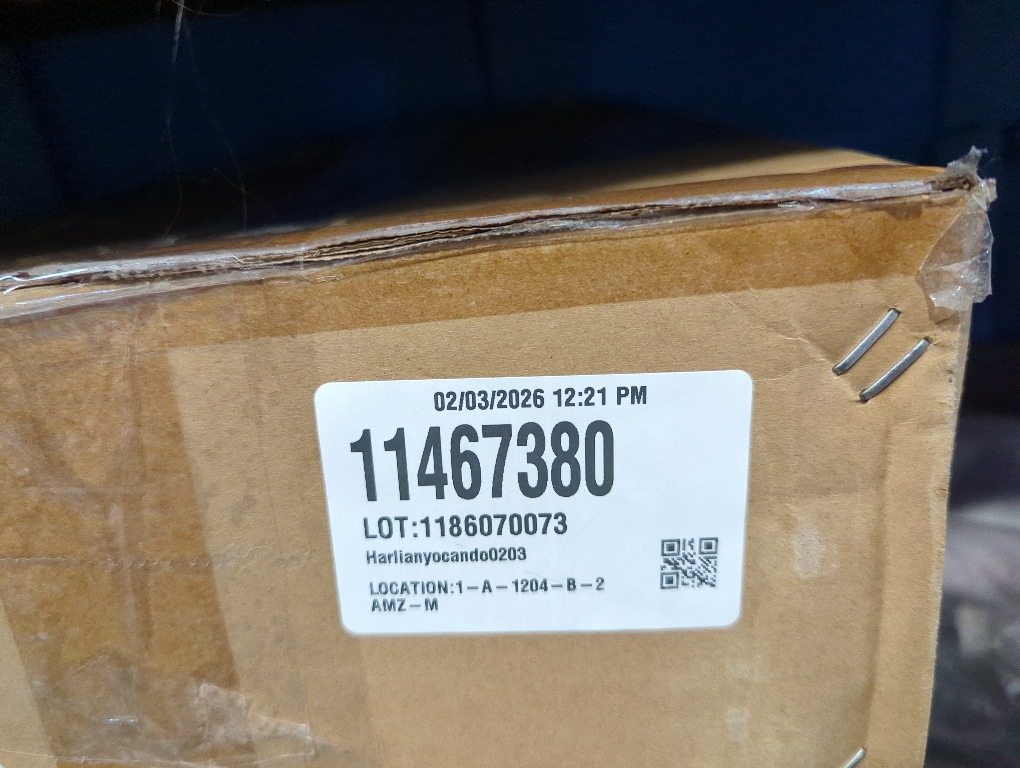 02/03/2026 12:21 PM
11467380
LOT:1186070073
Harlianyocando0203
LOCATION:1-A-1204-B-2
AMZ-M